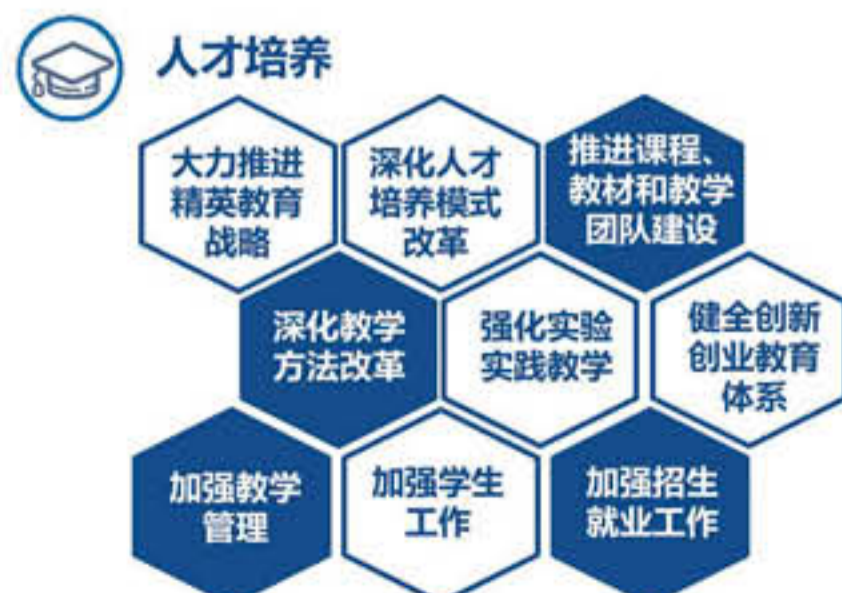 人才培养
大力推进
精英教育
战略
深化人才
培养模式
改革
推进课程、
教材和教学
团队建设
深化教学
方法改革
强化实验
实践教学
健全创新
创业教育
体系
加强教学
管理
加强学生
工作
加强招生
就业工作